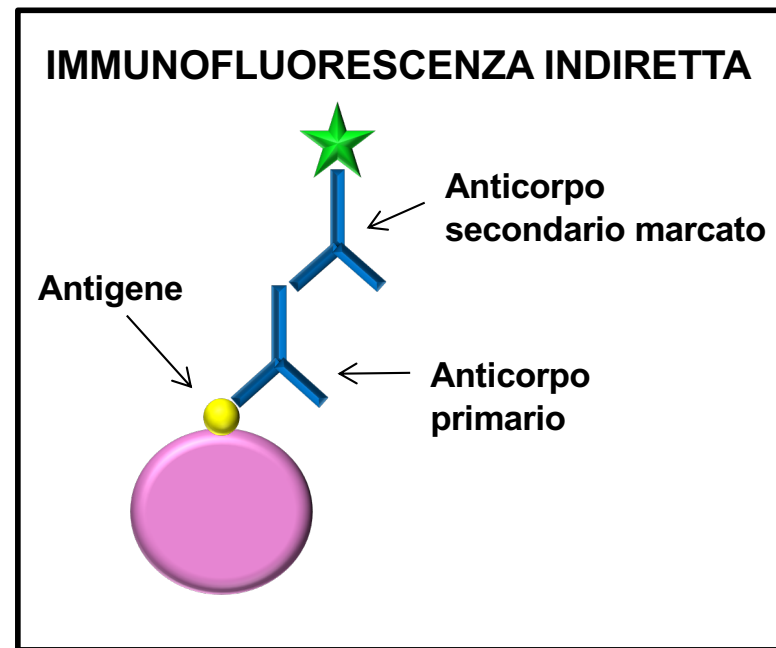 IMMUNOFLUORESCENZA INDIRETTA
Anticorpo
secondario marcato
Antigene
Anticorpo
primario